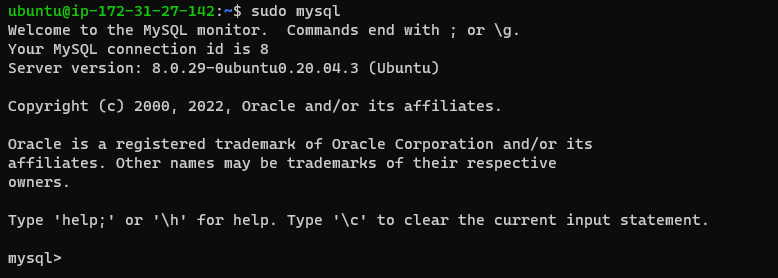 ubuntu@ip-172-31-27-142:~$ sudo mysql
Welcome to the MySQL monitor.  Commands end with ; or \g.
Your MySQL connection id is 8
Server version: 8.0.29-0ubuntu0.20.04.3 (Ubuntu)

Copyright (c) 2000, 2022, Oracle and/or its affiliates.

Oracle is a registered trademark of Oracle Corporation and/or its
affiliates. Other names may be trademarks of their respective
owners.

Type 'help;' or '\h' for help. Type '\c' to clear the current input statement.

mysql>